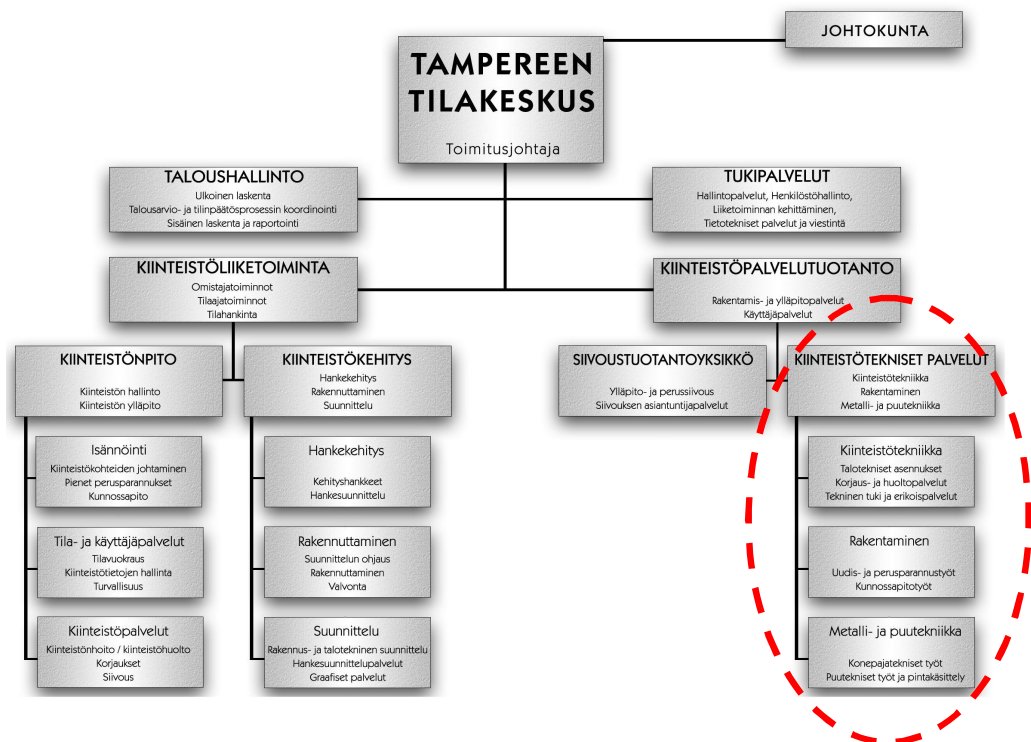 JOHTOKUNTA
TAMPEREEN
TILAKESKUS
Toimitusjohtaja
TALOUSHALLINTO
Ulkoinen laskenta
Talousarvio- ja tilinpäätösprosessin koordinointi
Sisäinen laskenta ja raportointi
TUKIPALVELUT
Hallintopalvelut, Henkilöstöhallinto,
Liiketoiminnan kehittäminen,
Tietotekniset palvelut ja viestintä
KIINTEISTÖLIIKETOIMINTA
Omistajatoiminnot
Tilaajatoiminnot
Tilahankinta
KIINTEISTÖPALVELUTUOTANTO
Rakentamis- ja ylläpitopalvelut
Käyttäjäpalvelut
KIINTEISTÖNPITO
Kiinteistön hallinto
Kiinteistön ylläpito
KIINTEISTÖKEHITYS
Hankekehitys
Rakennuttaminen
Suunnittelu
SIIVOUSTUOTANTOYKSIKKÖ
Ylläpito- ja perussiivous
Siivouksen asiantuntijapalvelut
KIINTEISTÖTEKNISET PALVELUT
Kiinteistötekniikka
Rakentaminen
Metalli- ja puutekniikka
Isännöinti
Kiinteistökohteiden johtaminen
Pienet perusparannukset
Kunnossapito
Hankekehitys
Kehityshankkeet
Hankesuunnittelu
Kiinteistötekniikka
Talotekniset asennukset
Korjaus- ja huoltopalvelut
Tekninen tuki ja erikoispalvelut
Tila- ja käyttäjäpalvelut
Tilavuokraus
Kiinteistötietojen hallinta
Turvallisuus
Rakennuttaminen
Suunnittelun ohjaus
Rakennuttaminen
Valvonta
Rakentaminen
Uudis- ja perusparannustyöt
Kunnossapitotyöt
Kiinteistöpalvelut
Kiinteistönhoito / kiinteistöhuolto
Korjaukset
Siivous
Suunnittelu
Rakennus- ja talotekninen suunnittelu
Hankesuunnittelupalvelut
Graafiset palvelut
Metalli- ja puutekniikka
Konepajatekniset työt
Puutekniset työt ja pintakäsittely